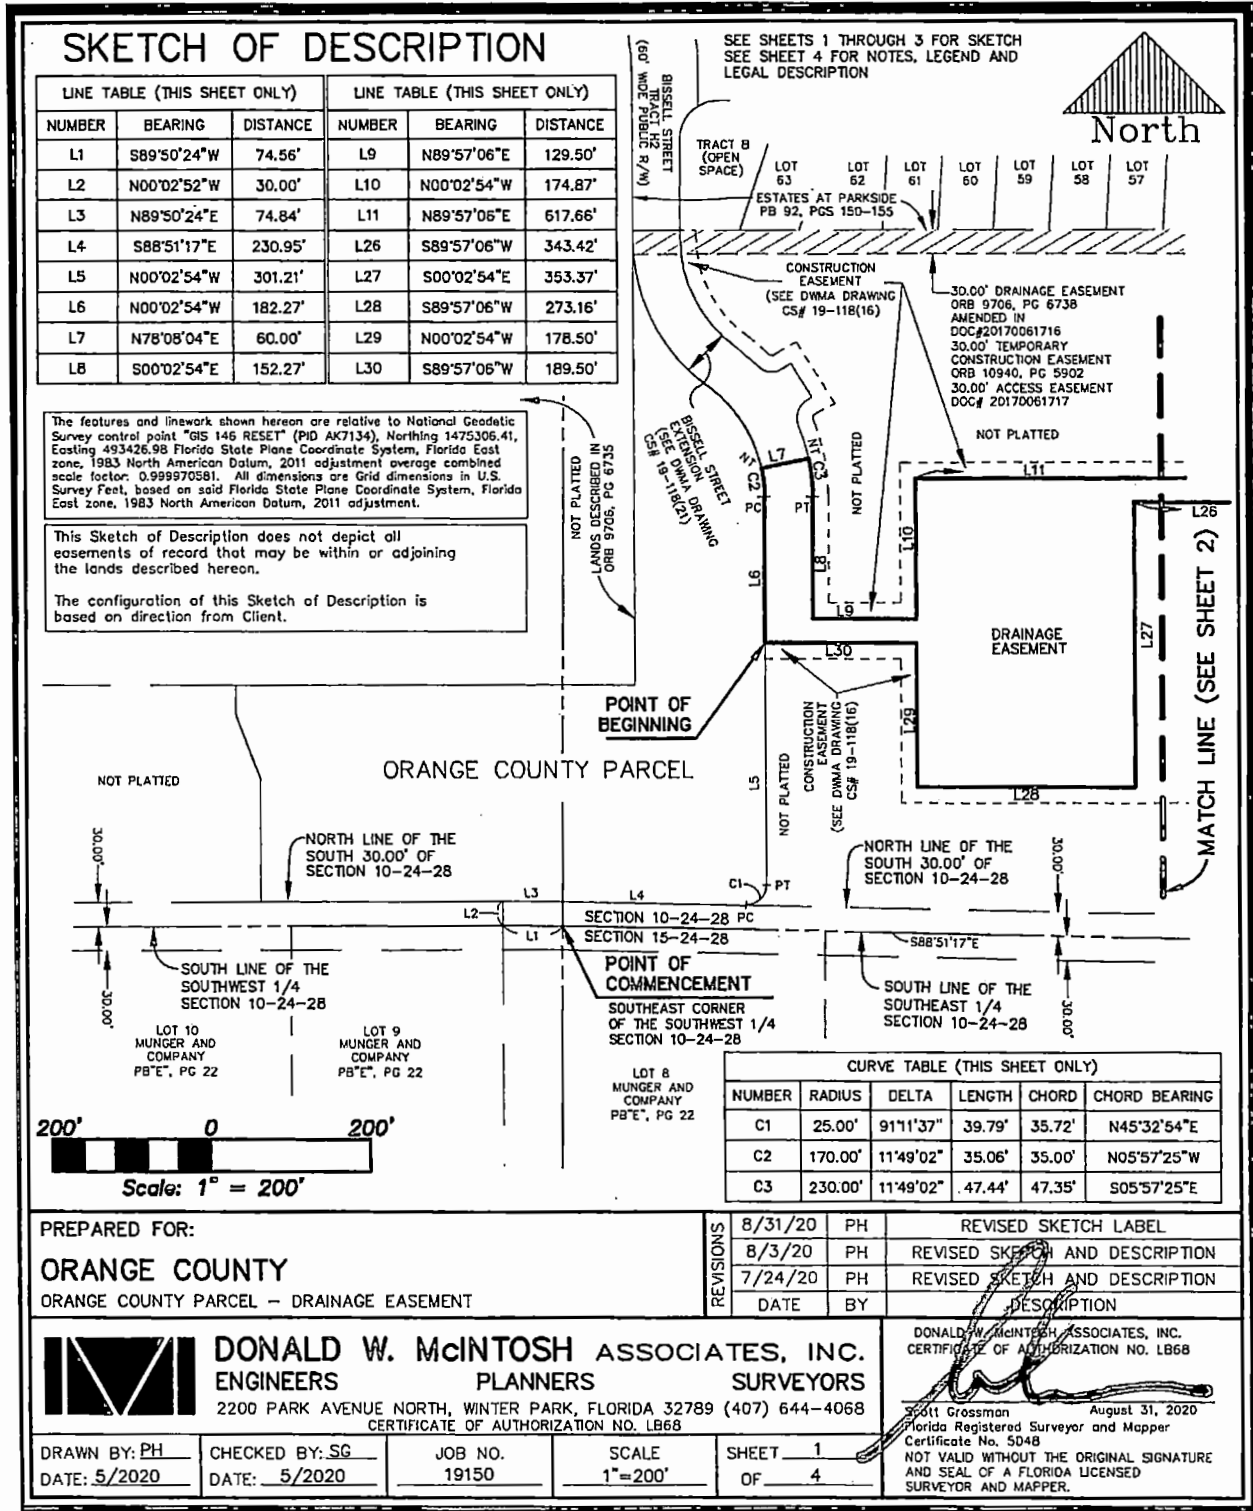 SKETCH OF DESCRIPTION
LINE TABLE (THIS SHEET ONLY) LINE TABLE (THIS SHEET ONLY)
NUMBER BEARING DISTANCE NUMBER BEARING DISTANCE
L1 S89°50'24"W 74.56' L9 N89°57'06"E 129.50'
L2 N00°02'52"W 30.00' L10 N00°02'54"W 174.87'
L3 N89°50'24"E 74.84' L11 N89°57'06"E 617.66'
L4 S88°51'17"E 230.95' L26 S89°57'06"W 343.42'
L5 N00°02'54"W 301.21' L27 S00°02'54"E 353.37'
L6 N00°02'54"W 182.27' L28 S89°57'06"W 273.16'
L7 N78°08'04"E 60.00' L29 N00°02'54"W 178.50'
L8 S00°02'54"E 152.27' L30 S89°57'06"W 189.50'
The features and linework shown hereon are relative to National Geodetic
Survey control point "GIS 146 RESET" (PID AK7134), Northing 1475306.41,
Easting 493426.98 Florida State Plane Coordinate System, Florida East
zone, 1983 North American Datum, 2011 adjustment average combined
scale factor: 0.999970581. All dimensions are Grid dimensions in U.S.
Survey Feet, based on said Florida State Plane Coordinate System, Florida
East zone, 1983 North American Datum, 2011 adjustment.
This Sketch of Description does not depict all
easements of record that may be within or adjoining
the lands described hereon.
The configuration of this Sketch of Description is
based on direction from Client.
SEE SHEETS 1 THROUGH 3 FOR SKETCH
SEE SHEET 4 FOR NOTES, LEGEND AND
LEGAL DESCRIPTION
North
BISSELL STREET
TRACT H2
(60' WIDE PUBLIC R/W)
TRACT B
(OPEN
SPACE)
LOT
63
LOT
62
LOT
61
LOT
60
LOT
59
LOT
58
LOT
57
ESTATES AT PARKSIDE
PB 92, PGS 150-155
CONSTRUCTION
EASEMENT
(SEE DWMA DRAWING
CS# 19-118(16)
30.00' DRAINAGE EASEMENT
ORB 9706, PG 6738
AMENDED IN
DOC#20170061716
30.00' TEMPORARY
CONSTRUCTION EASEMENT
ORB 10940, PG 5902
30.00' ACCESS EASEMENT
DOC# 20170061717
NOT PLATTED
NOT PLATTED
LANDS DESCRIBED IN
ORB 9706, PG 6735
BISSELL STREET
EXTENSION
(SEE DWMA DRAWING
CS# 19-118(21)
NT
C2
PC
L7
NT
C3
PT
NOT PLATTED
L11
L26
L10
L6
L8
L9
L30
DRAINAGE
EASEMENT
L27
MATCH LINE (SEE SHEET 2)
POINT OF
BEGINNING
CONSTRUCTION
EASEMENT
(SEE DWMA DRAWING
CS# 19-118(16)
L29
L28
NOT PLATTED
ORANGE COUNTY PARCEL
L5
NOT PLATTED
30.00'
NORTH LINE OF THE
SOUTH 30.00' OF
SECTION 10-24-28
NORTH LINE OF THE
SOUTH 30.00' OF
SECTION 10-24-28
30.00'
C1
PT
L3
L4
L2
SECTION 10-24-28 PC
L1
SECTION 15-24-28
S88°51'17"E
30.00'
SOUTH LINE OF THE
SOUTHWEST 1/4
SECTION 10-24-28
POINT OF
COMMENCEMENT
SOUTHEAST CORNER
OF THE SOUTHWEST 1/4
SECTION 10-24-28
SOUTH LINE OF THE
SOUTHEAST 1/4
SECTION 10-24-28
30.00'
LOT 10
MUNGER AND
COMPANY
PB"E", PG 22
LOT 9
MUNGER AND
COMPANY
PB"E", PG 22
LOT 8
MUNGER AND
COMPANY
PB"E", PG 22
200' 0 200'
Scale: 1" = 200'
CURVE TABLE (THIS SHEET ONLY)
NUMBER RADIUS DELTA LENGTH CHORD CHORD BEARING
C1 25.00' 91°11'37" 39.79' 35.72' N45°32'54"E
C2 170.00' 11°49'02" 35.06' 35.00' N05°57'25"W
C3 230.00' 11°49'02" 47.44' 47.35' S05°57'25"E
PREPARED FOR:
ORANGE COUNTY
ORANGE COUNTY PARCEL - DRAINAGE EASEMENT
REVISIONS
8/31/20 PH REVISED SKETCH LABEL
8/3/20 PH REVISED SKETCH AND DESCRIPTION
7/24/20 PH REVISED SKETCH AND DESCRIPTION
DATE BY DESCRIPTION
DONALD W. McINTOSH ASSOCIATES, INC.
ENGINEERS PLANNERS SURVEYORS
2200 PARK AVENUE NORTH, WINTER PARK, FLORIDA 32789 (407) 644-4068
CERTIFICATE OF AUTHORIZATION NO. LB68
DRAWN BY: PH
DATE: 5/2020
CHECKED BY: SG
DATE: 5/2020
JOB NO.
19150
SCALE
1"=200'
SHEET 1
OF 4
DONALD W. McINTOSH ASSOCIATES, INC.
CERTIFICATE OF AUTHORIZATION NO. LB68
Scott Grossman August 31, 2020
Florida Registered Surveyor and Mapper
Certificate No. 5048
NOT VALID WITHOUT THE ORIGINAL SIGNATURE
AND SEAL OF A FLORIDA LICENSED
SURVEYOR AND MAPPER.